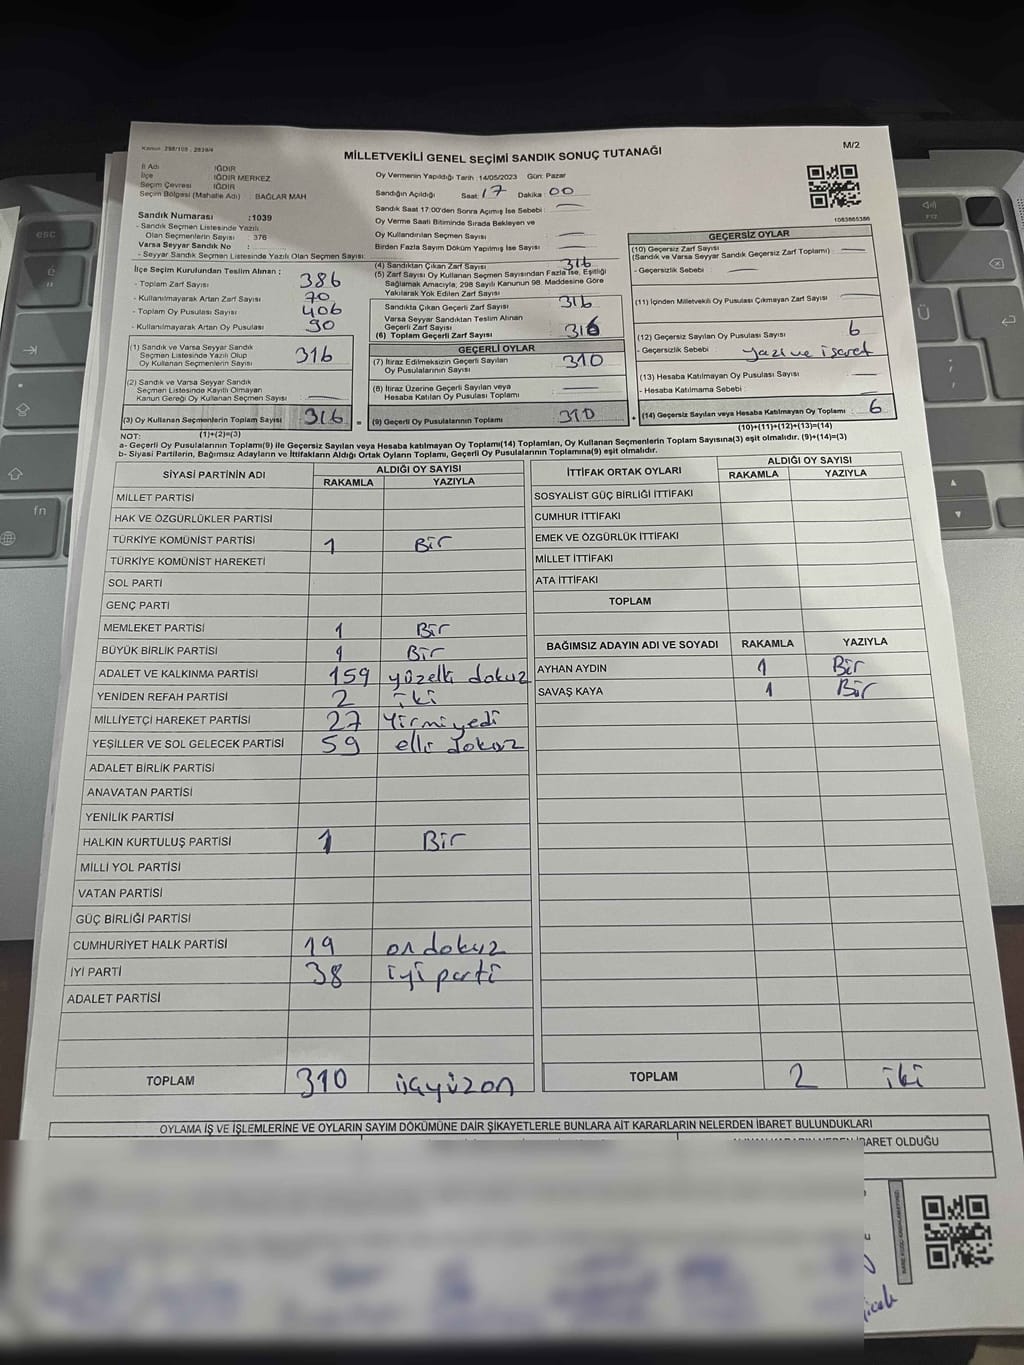 Kanun :298/105 , 2839/4
MİLLETVEKİLİ GENEL SEÇİMİ SANDIK SONUÇ TUTANAĞI
M/2
İl Adı : IĞDIR
İlçe : IĞDIR MERKEZ
Seçim Çevresi : IĞDIR
Seçim Bölgesi (Mahalle Adı) : BAĞLAR MAH
Sandık Numarası :1039
- Sandık Seçmen Listesinde Yazılı
Olan Seçmenlerin Sayısı : 376
Varsa Seyyar Sandık No :
- Seyyar Sandık Seçmen Listesinde Yazılı Olan Seçmen Sayısı:
İlçe Seçim Kurulundan Teslim Alınan ;
- Toplam Zarf Sayısı 386
- Kullanılmayarak Artan Zarf Sayısı 70
- Toplam Oy Pusulası 406
- Kullanılmayarak Artan Oy Pusulası 90
(1) Sandık ve Varsa Seyyar Sandık
Seçmen Listesinde Yazılı Olup
Oy Kullanan Seçmenlerin Sayısı 316
(2) Sandık ve Varsa Seyyar Sandık
Seçmen Listesinde Kayıtlı Olmayan
Kanun Gereği Oy Kullanan Seçmen Sayısı
(3) Oy Kullanan Seçmenlerin Toplam Sayısı 316
(1)+(2)=(3)
Oy Vermenin Yapıldığı Tarih :14/05/2023 Gün: Pazar
Sandığın Açıldığı Saat: 17 Dakika: 00
Sandık Saat 17:00'den Sonra Açılmış İse Sebebi :
Oy Verme Saati Bitiminde Sırada Bekleyen ve
Oy Kullandırılan Seçmen Sayısı
Birden Fazla Sayım Döküm Yapılmış İse Sayısı :
(4) Sandıktan Çıkan Zarf Sayısı 316
(5) Zarf Sayısı Oy Kullanan Seçmen Sayısından Fazla İse, Eşitliği
Sağlamak Amacıyla, 298 Sayılı Kanunun 98. Maddesine Göre
Yakılarak Yok Edilen Zarf Sayısı
Sandıkta Çıkan Geçerli Zarf Sayısı 316
Varsa Seyyar Sandıktan Teslim Alınan
Geçerli Zarf Sayısı
(6) Toplam Geçerli Zarf Sayısı 316
GEÇERLİ OYLAR
(7) İtiraz Edilmeksizin Geçerli Sayılan
Oy Pusulalarının Sayısı 310
(8) İtiraz Üzerine Geçerli Sayılan veya
Hesaba Katılan Oy Pusulası Toplamı
= (9) Geçerli Oy Pusulalarının Toplamı 310
1083865386
GEÇERSİZ OYLAR
(10) Geçersiz Zarf Sayısı
(Sandık ve Varsa Seyyar Sandık Geçersiz Zarf Toplamı) :
- Geçersizlik Sebebi :
(11) İçinden Milletvekili Oy Pusulası Çıkmayan Zarf Sayısı :
(12) Geçersiz Sayılan Oy Pusulası Sayısı : 6
- Geçersizlik Sebebi : yazı ve işaret
(13) Hesaba Katılmayan Oy Pusulası Sayısı :
- Hesaba Katılmama Sebebi :
+ (14) Geçersiz Sayılan veya Hesaba Katılmayan Oy Toplamı : 6
(10)+(11)+(12)+(13)=(14)
NOT:
a- Geçerli Oy Pusulalarının Toplamı(9) ile Geçersiz Sayılan veya Hesaba katılmayan Oy Toplamı(14) Toplamları, Oy Kullanan Seçmenlerin Toplam Sayısına(3) eşit olmalıdır. (9)+(14)=(3)
b- Siyasi Partilerin, Bağımsız Adayların ve İttifakların Aldığı Oyların Toplamı, Geçerli Oy Pusulalarının Toplamına(9) eşit olmalıdır.
SİYASİ PARTİNİN ADI ALDIĞI OY SAYISI
RAKAMLA YAZIYLA
MİLLET PARTİSİ
HAK VE ÖZGÜRLÜKLER PARTİSİ
TÜRKİYE KOMÜNİST PARTİSİ 1 Bir
TÜRKİYE KOMÜNİST HAREKETİ
SOL PARTİ
GENÇ PARTİ
MEMLEKET PARTİSİ 1 Bir
BÜYÜK BİRLİK PARTİSİ 1 Bir
ADALET VE KALKINMA PARTİSİ 159 yüzelli dokuz
YENİDEN REFAH PARTİSİ 2 iki
MİLLİYETÇİ HAREKET PARTİSİ 27 Yirmiyedi
YEŞİLLER VE SOL GELECEK PARTİSİ 59 elli dokuz
ADALET BİRLİK PARTİSİ
ANAVATAN PARTİSİ
YENİLİK PARTİSİ
HALKIN KURTULUŞ PARTİSİ 1 Bir
MİLLİ YOL PARTİSİ
VATAN PARTİSİ
GÜÇ BİRLİĞİ PARTİSİ
CUMHURİYET HALK PARTİSİ 19 on dokuz
İYİ PARTİ 38 iyi parti
ADALET PARTİSİ
TOPLAM 310 üçyüzon
İTTİFAK ORTAK OYLARI ALDIĞI OY SAYISI
RAKAMLA YAZIYLA
SOSYALİST GÜÇ BİRLİĞİ İTTİFAKI
CUMHUR İTTİFAKI
EMEK VE ÖZGÜRLÜK İTTİFAKI
MİLLET İTTİFAKI
ATA İTTİFAKI
TOPLAM
BAĞIMSIZ ADAYIN ADI VE SOYADI RAKAMLA YAZIYLA
AYHAN AYDIN 1 Bir
SAVAŞ KAYA 1 Bir
TOPLAM 2 iki
OYLAMA İŞ VE İŞLEMLERİNE VE OYLARIN SAYIM DÖKÜMÜNE DAİR ŞİKAYETLERLE BUNLARA AİT KARARLARIN NELERDEN İBARET BULUNDUKLARI
İBARET OLDUĞU
esc
fn
F12